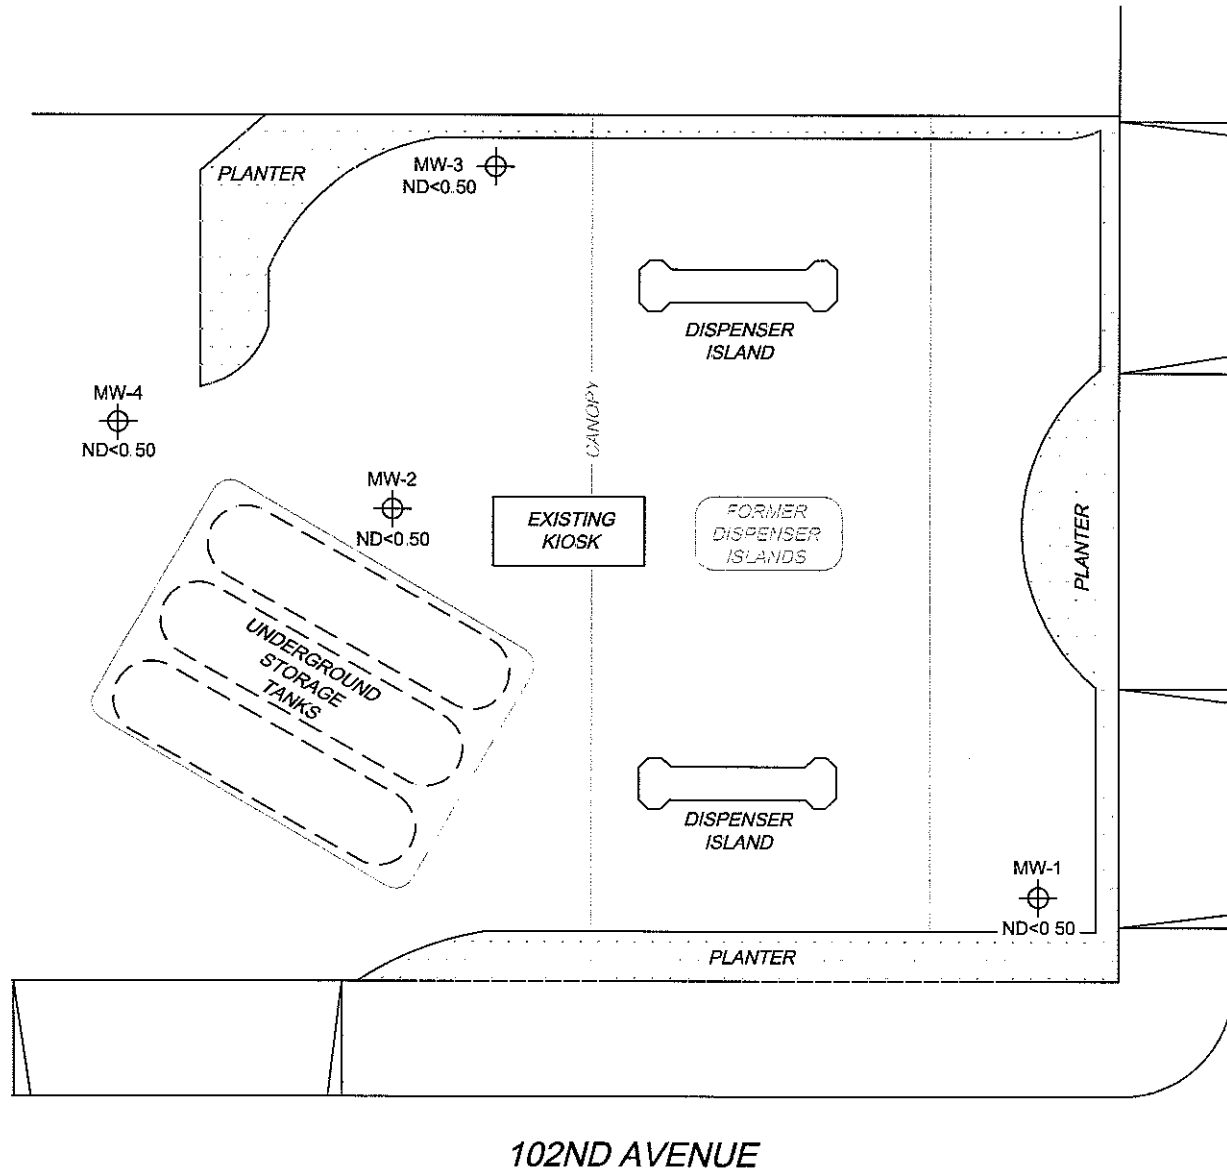 PLANTER
MW-3
ND<0.50
DISPENSER
ISLAND
MW-4
ND<0.50
CANOPY
MW-2
ND<0.50
EXISTING
KIOSK
FORMER
DISPENSER
ISLANDS
PLANTER
UNDERGROUND
STORAGE
TANKS
DISPENSER
ISLAND
MW-1
ND<0.50
PLANTER
102ND AVENUE